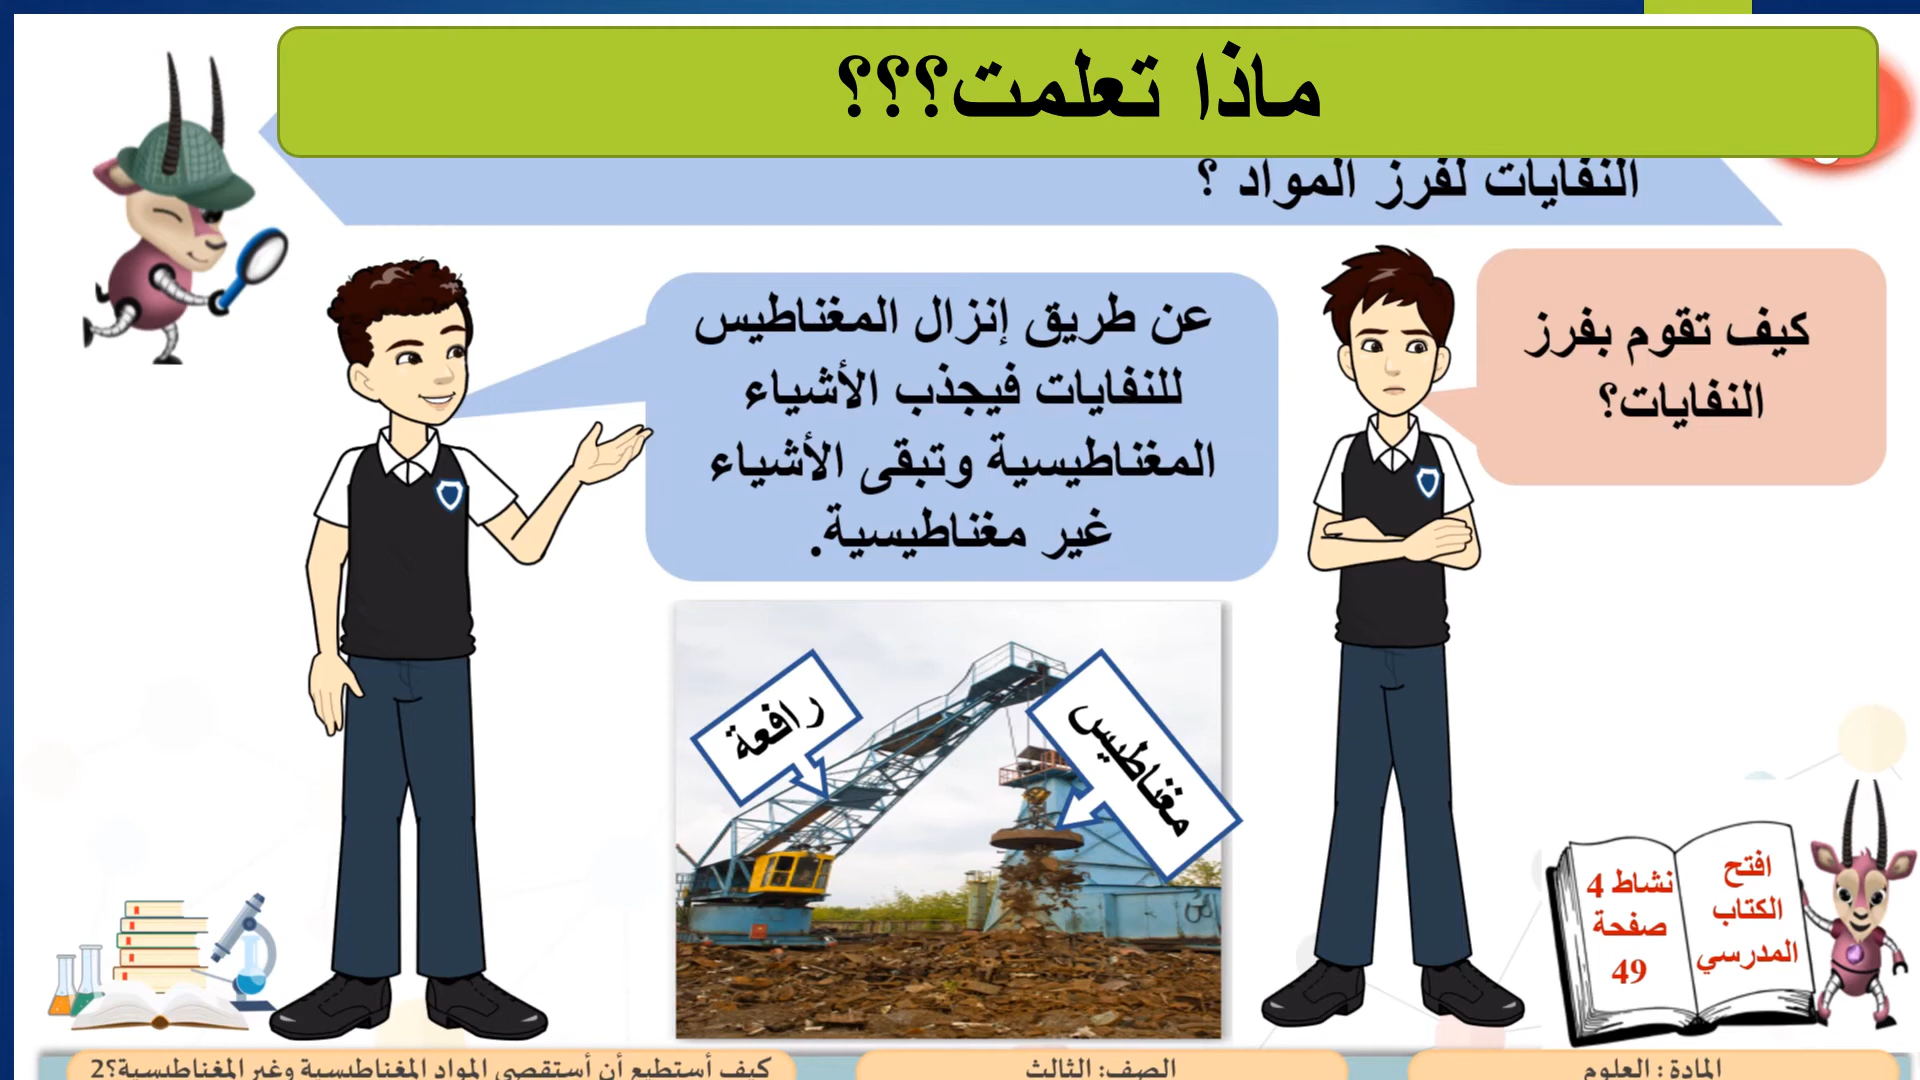 ماذا تعلمت؟؟؟
النفايات لفرز المواد ؟
كيف تقوم بفرز
النفايات؟
عن طريق إنزال المغناطيس
للنفايات فيجذب الأشياء
المغناطيسية وتبقى الأشياء
غير مغناطيسية.
رافعة
مغناطيس
افتح
الكتاب
المدرسي
نشاط 4
صفحة
49
المادة : العلوم
الصف: الثالث
كيف أستطيع أن أستقصي المواد المغناطيسية وغير المغناطيسية؟2